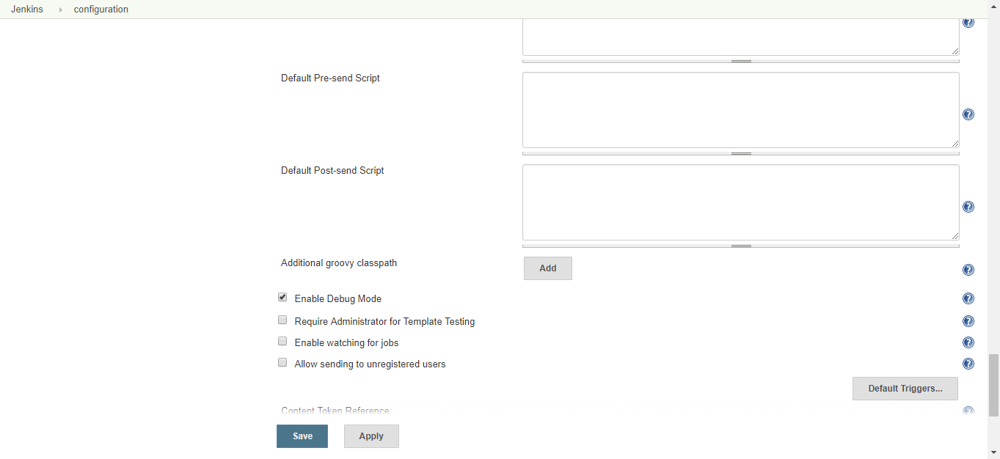 Jenkins configuration
Default Pre-send Script
Default Post-send Script
Additional groovy classpath
Add
Enable Debug Mode
Require Administrator for Template Testing
Enable watching for jobs
Allow sending to unregistered users
Default Triggers...
Content Token Reference
Save Apply